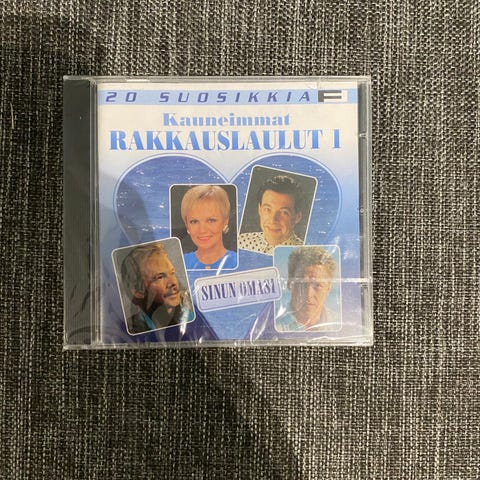 20 SUOSIKKIA F
Kauneimmat
RAKKAUSLAULUT 1
SINUN OMASI